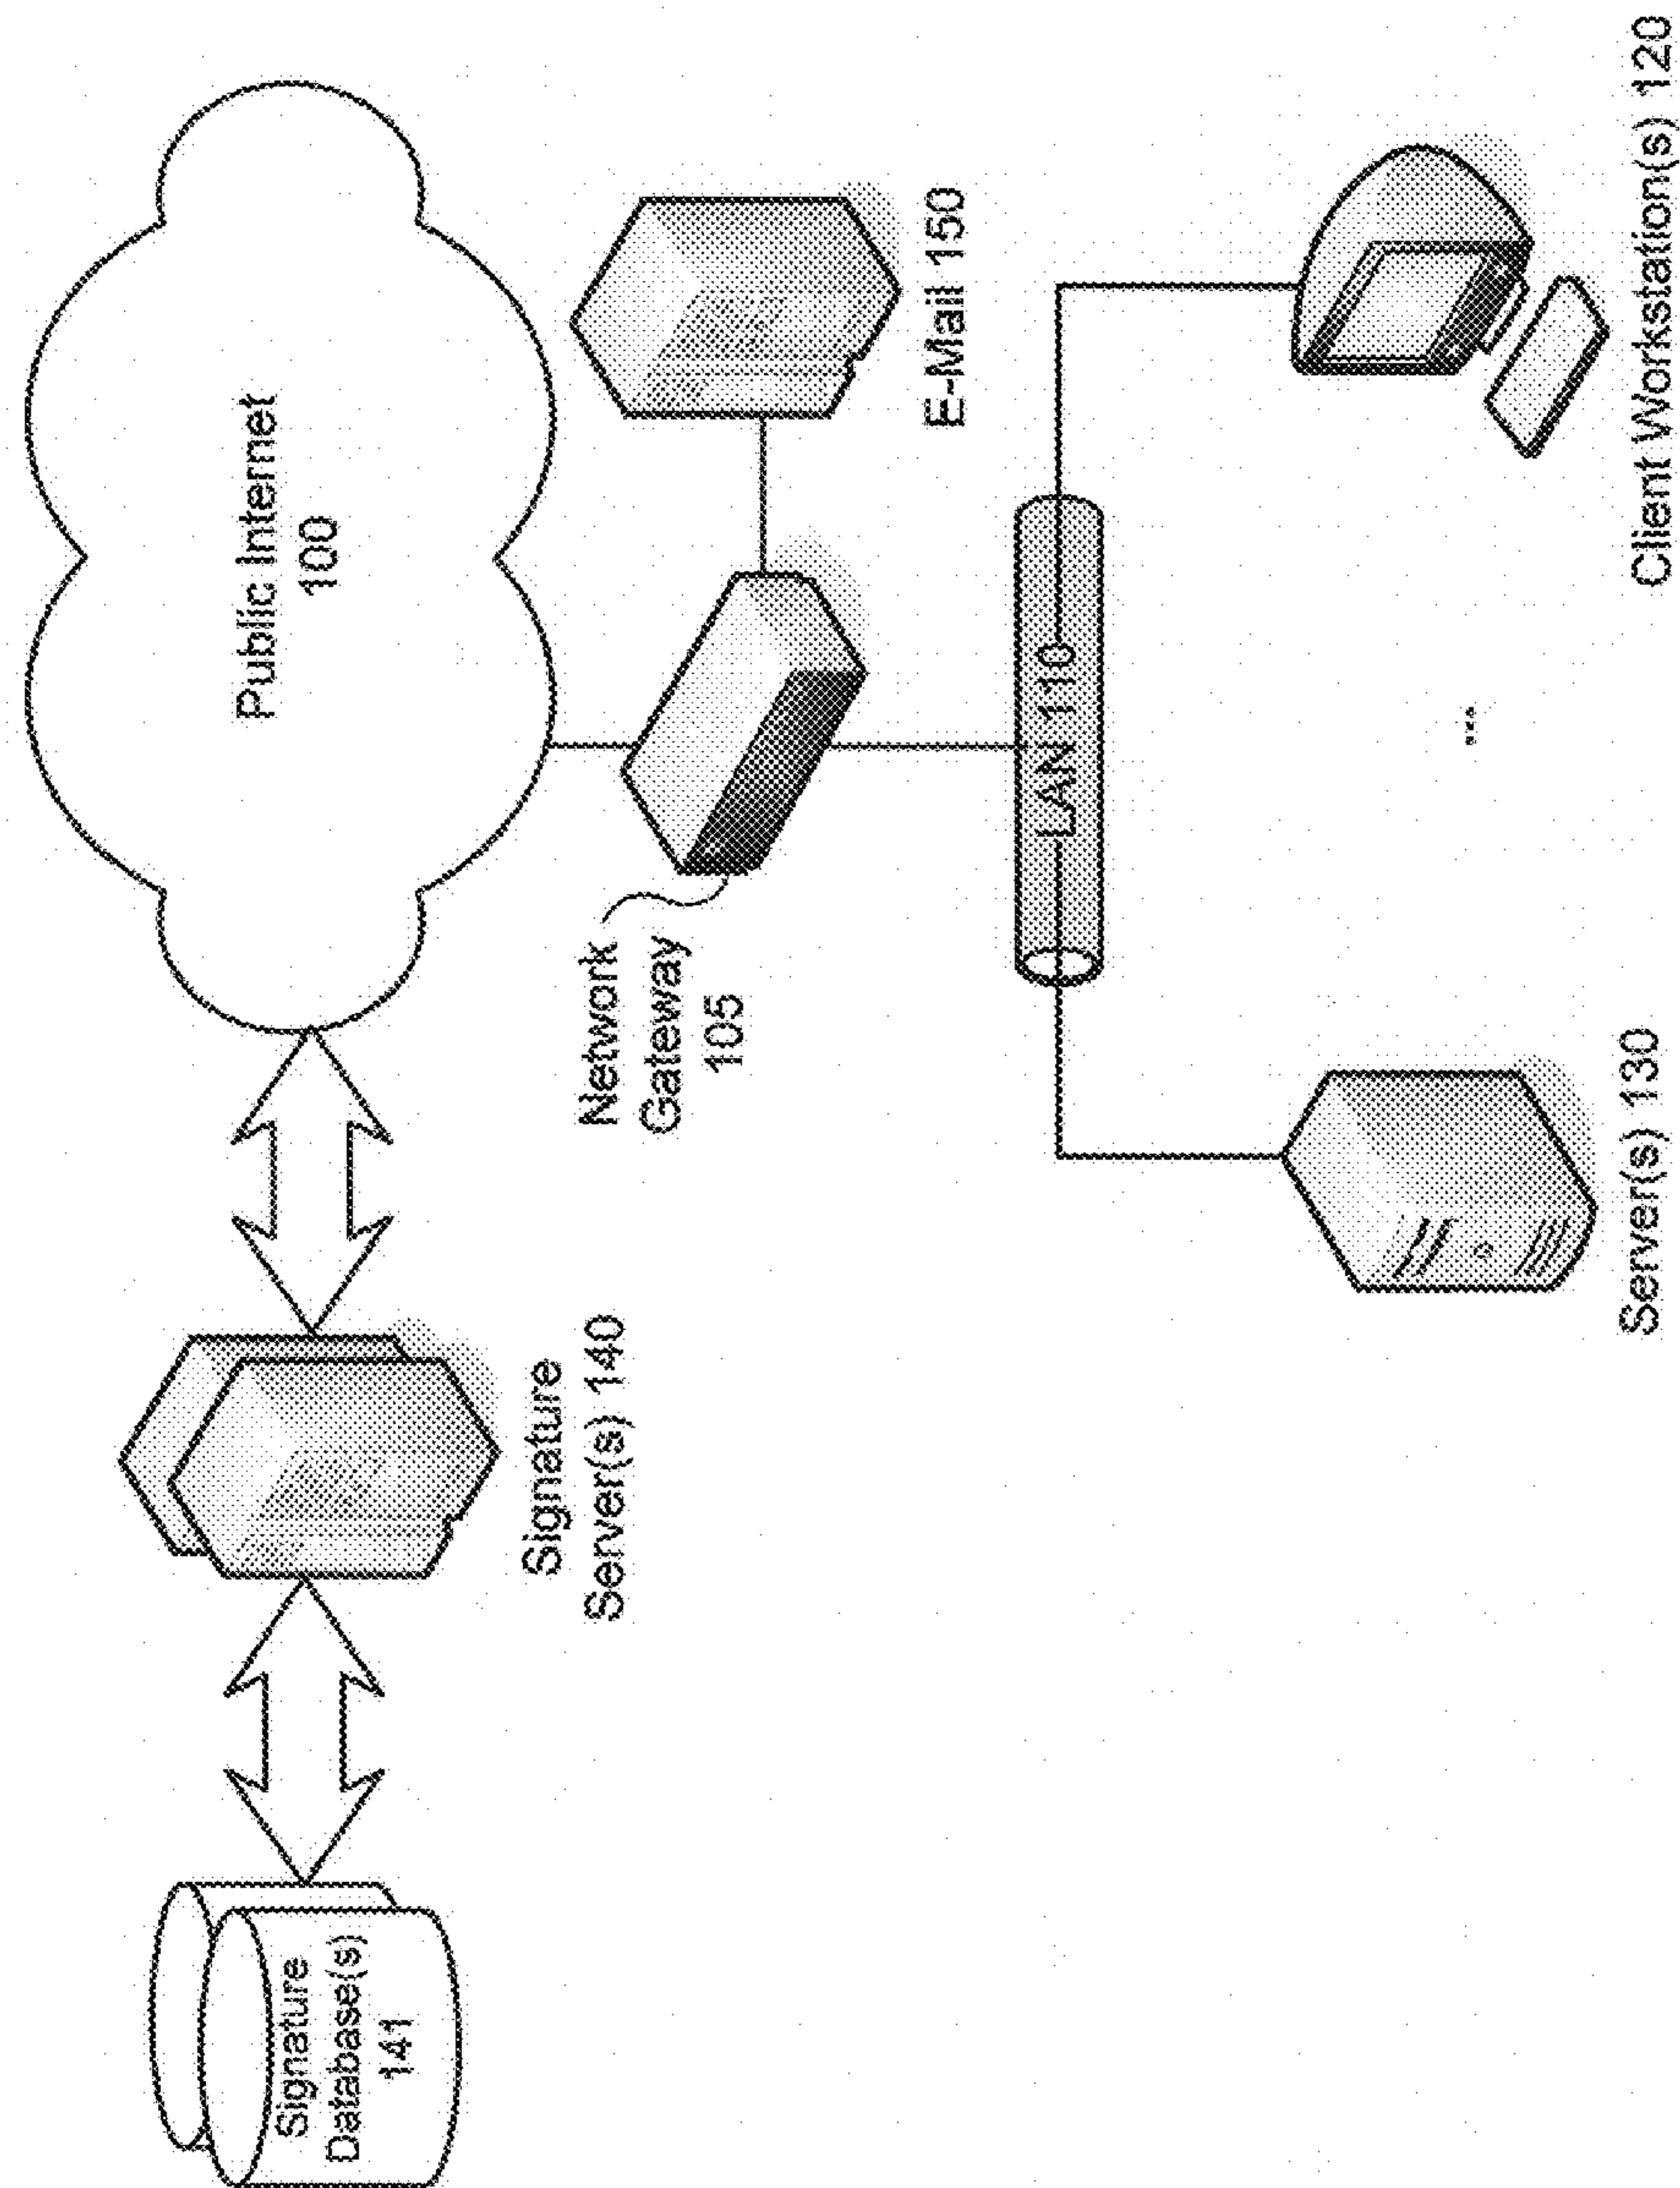 Public Internet
100
Signature
Database(s)
141
Signature
Server(s) 140
Network
Gateway
105
E-Mail 150
LAN 110
...
Server(s) 130
Client Workstation(s) 120